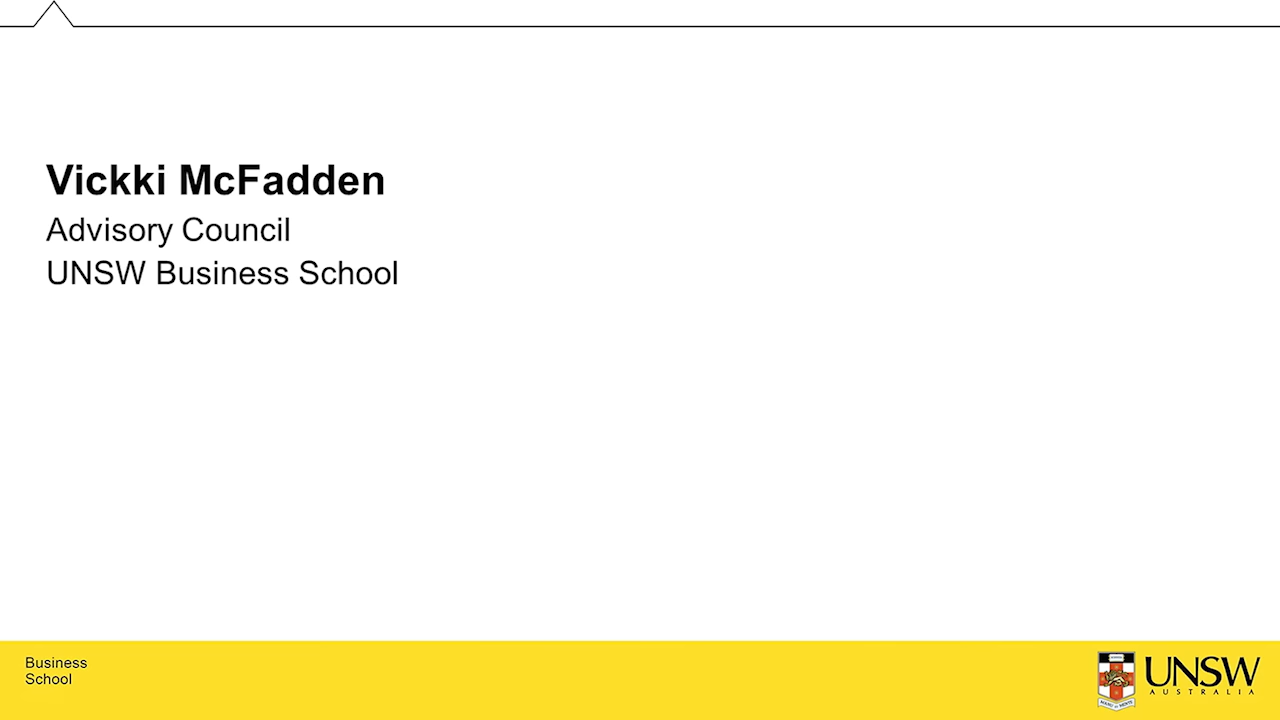 Vickki McFadden
Advisory Council
UNSW Business School
Business
School
UNSW
AUSTRALIA